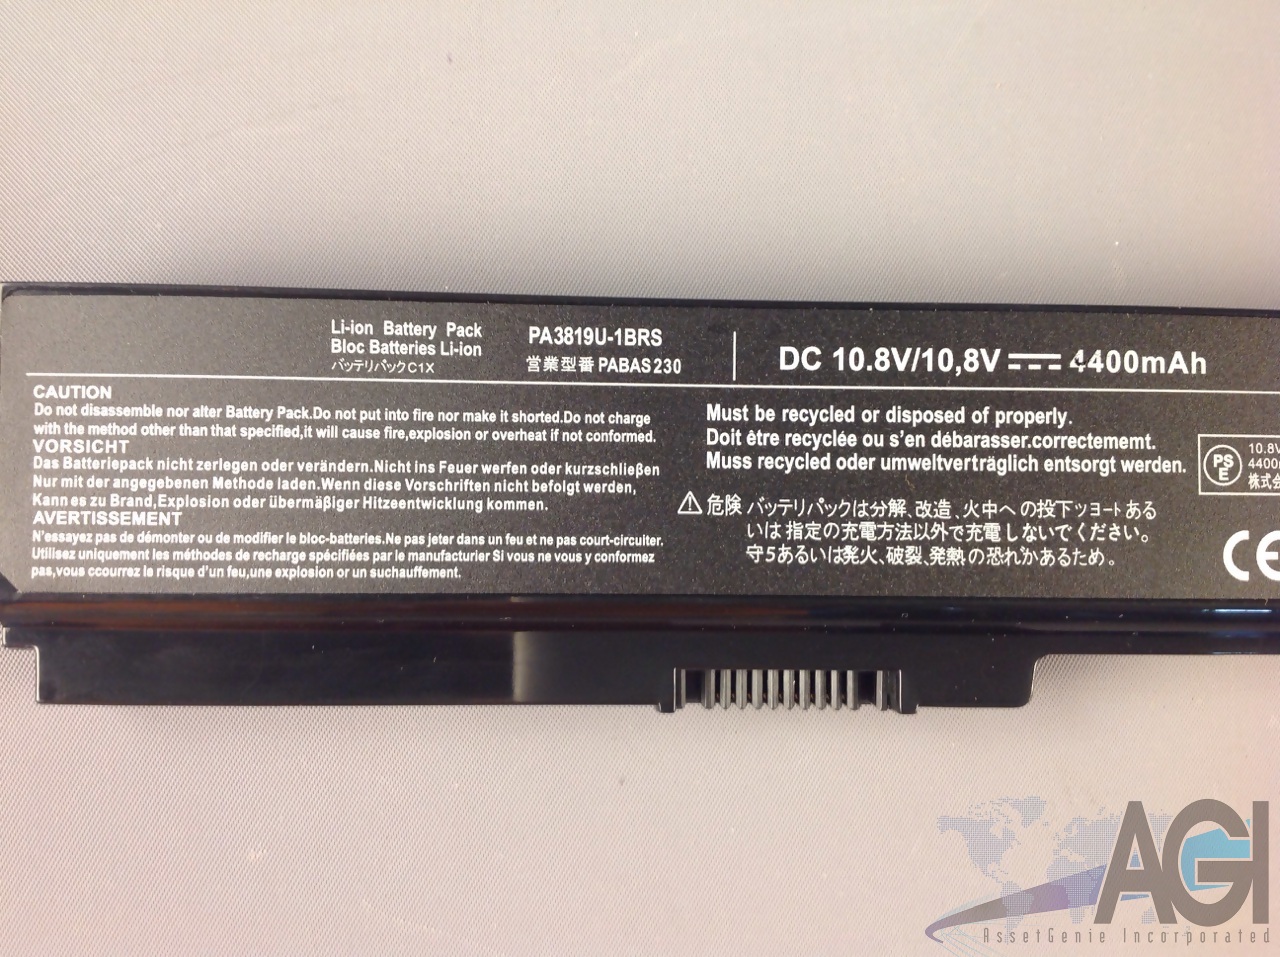 Li-ion Battery Pack
Bloc Batteries Li-ion
バッテリパックC1X
PA3819U-1BRS
営業型番 PABAS230
DC 10.8V/10,8V 4400mAh
CAUTION
Do not disassemble nor alter Battery Pack.Do not put into fire nor make it shorted.Do not charge
with the method other than that specified,it will cause fire,explosion or overheat if not conformed.
VORSICHT
Das Batteriepack nicht zerlegen oder verändern.Nicht ins Feuer werfen oder kurzschließen
Nur mit der angegebenen Methode laden.Wenn diese Vorschriften nicht befolgt werden,
Kann es zu Brand,Explosion oder übermäßiger Hitzeentwicklung kommen.
AVERTISSEMENT
N'essayez pas de démonter ou de modifier le bloc-batteries.Ne pas jeter dans un feu et ne pas court-circuiter.
Utilisez uniquement les méthodes de recharge spécifiées par le manufacturier Si vous ne vous y conformez
pas,vous ccourrez le risque d'un feu,une explosion or un suchauffement.
Must be recycled or disposed of properly.
Doit être recyclée ou s'en débarasser.correctememt.
Muss recycled oder umweltverträglich entsorgt werden.
危険 バッテリパックは分解、改造、火中への投下ツョートある
いは指定の充電方法以外で充電しないでください。
守5あるいは発火、破裂、発熱の恐れかあるため。
PS
E
10.8V
4400
株式会
CE
AGI
AssetGenie Incorporated